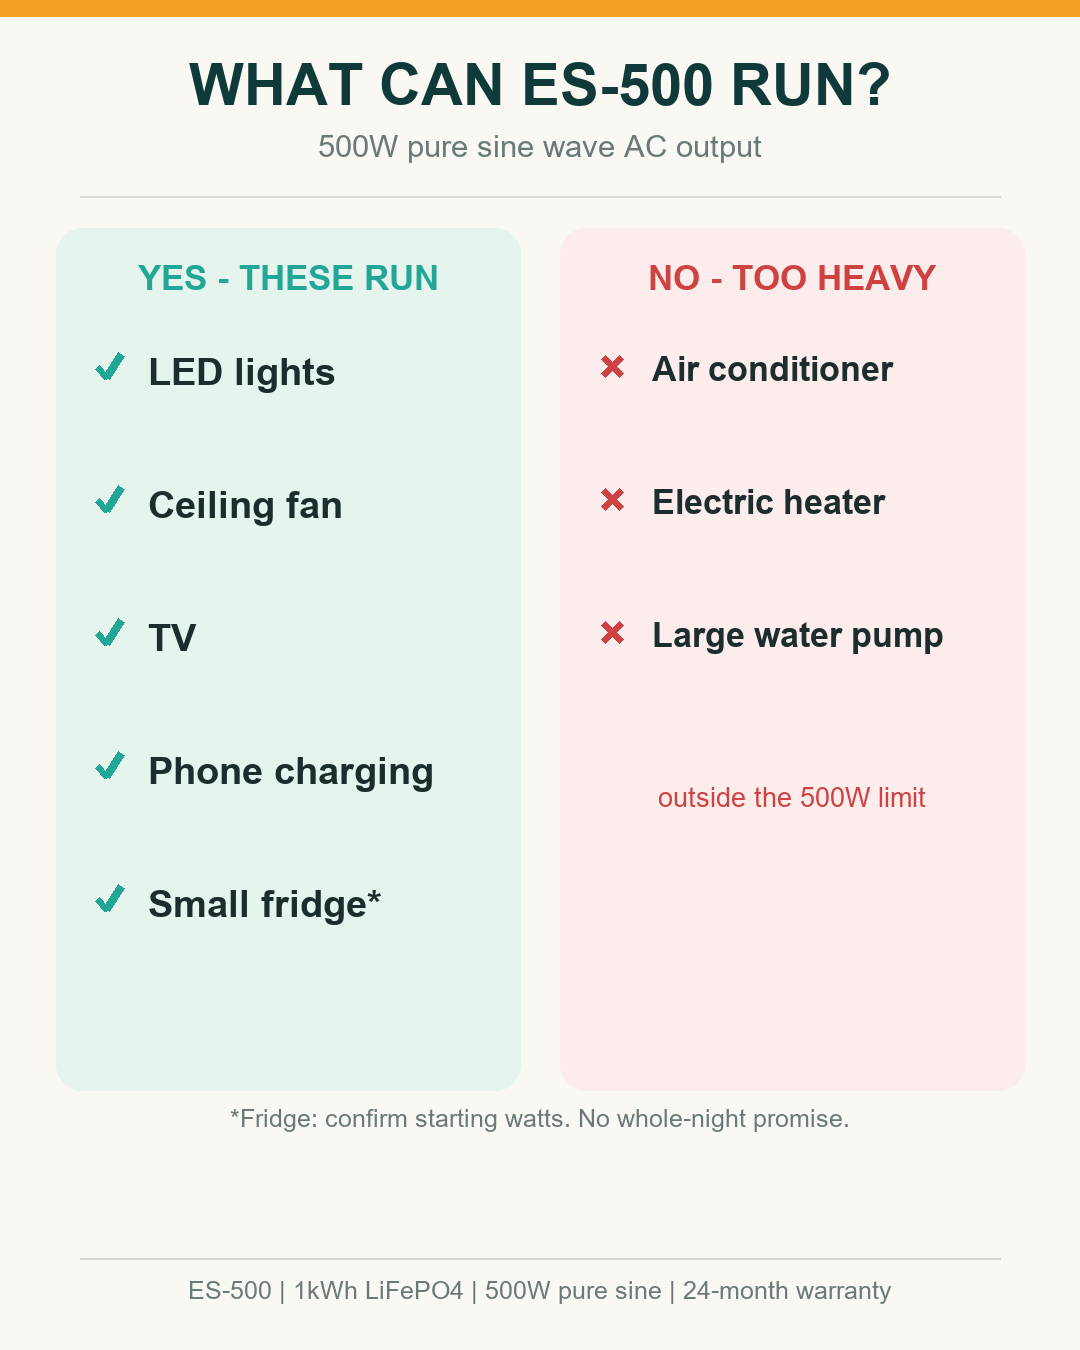 WHAT CAN ES-500 RUN?
500W pure sine wave AC output
YES - THESE RUN
LED lights
Ceiling fan
TV
Phone charging
Small fridge*
NO - TOO HEAVY
Air conditioner
Electric heater
Large water pump
outside the 500W limit
*Fridge: confirm starting watts. No whole-night promise.
ES-500 | 1kWh LiFePO4 | 500W pure sine | 24-month warranty